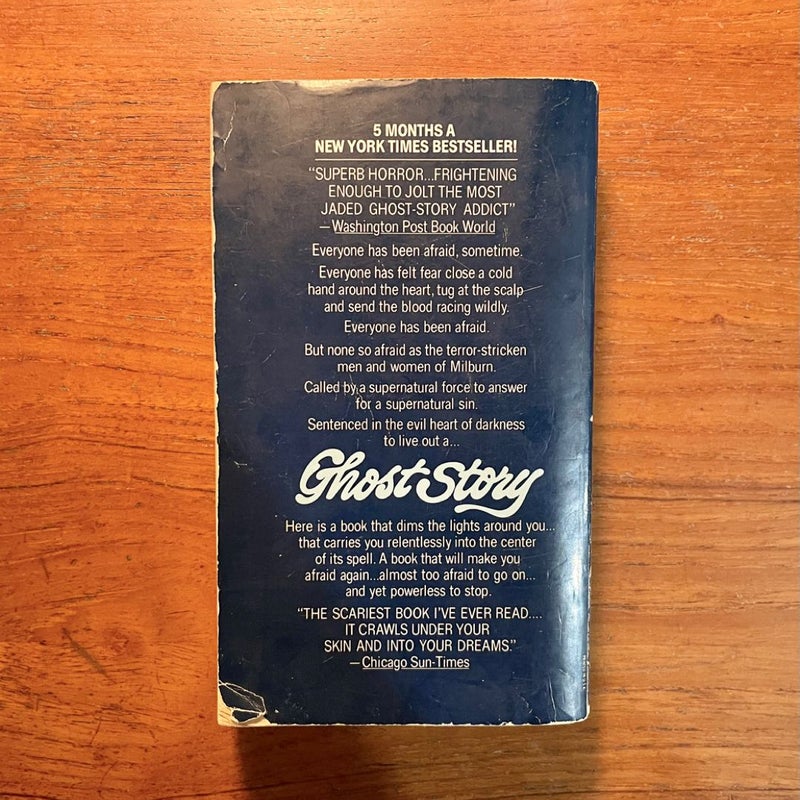 5 MONTHS A
NEW YORK TIMES BESTSELLER!
“SUPERB HORROR...FRIGHTENING
ENOUGH TO JOLT THE MOST
JADED GHOST-STORY ADDICT”
—Washington Post Book World
Everyone has been afraid, sometime.
Everyone has felt fear close a cold
hand around the heart, tug at the scalp
and send the blood racing wildly.
Everyone has been afraid.
But none so afraid as the terror-stricken
men and women of Milburn.
Called by a supernatural force to answer
for a supernatural sin.
Sentenced in the evil heart of darkness
to live out a...
Ghost Story
Here is a book that dims the lights around you...
that carries you relentlessly into the center
of its spell. A book that will make you
afraid again...almost too afraid to go on...
and yet powerless to stop.
“THE SCARIEST BOOK I’VE EVER READ....
IT CRAWLS UNDER YOUR
SKIN AND INTO YOUR DREAMS.”
—Chicago Sun-Times